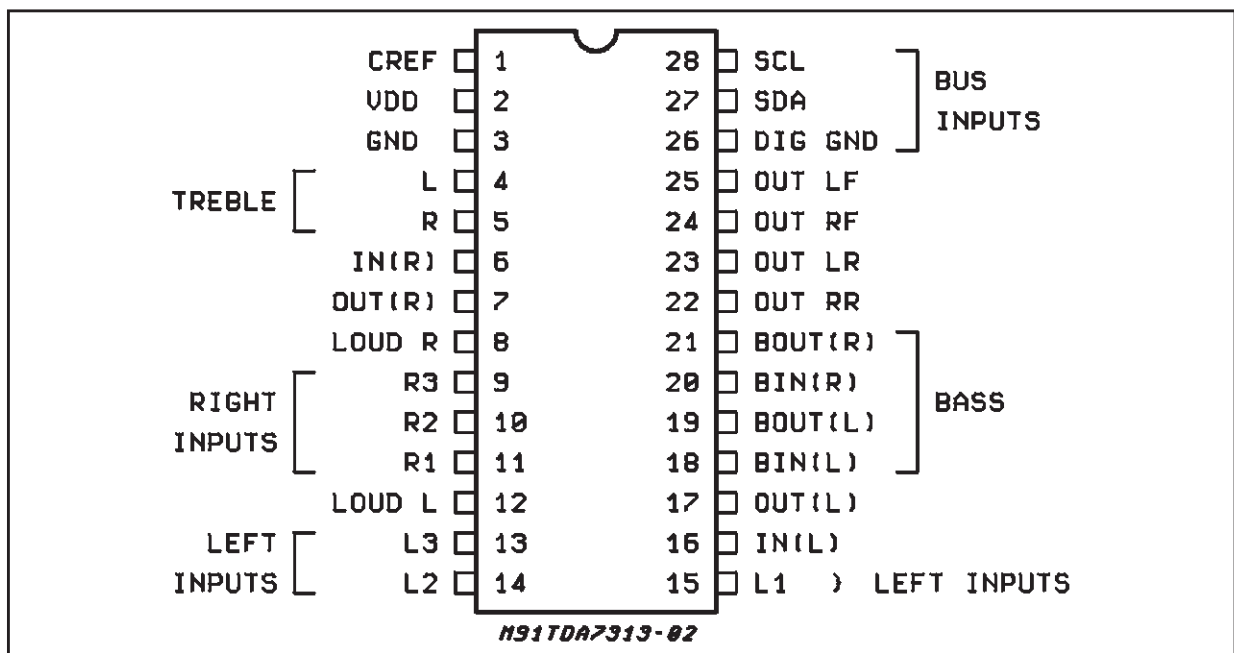 CREF 1 28 SCL
VDD 2 27 SDA BUS
INPUTS
GND 3 26 DIG GND
L 4 25 OUT LF
TREBLE
R 5 24 OUT RF
IN(R) 6 23 OUT LR
OUT(R) 7 22 OUT RR
LOUD R 8 21 BOUT(R)
R3 9 20 BIN(R)
RIGHT BASS
R2 10 19 BOUT(L)
INPUTS
R1 11 18 BIN(L)
LOUD L 12 17 OUT(L)
LEFT L3 13 16 IN(L)
INPUTS L2 14 15 L1 ) LEFT INPUTS
M91TDA7313-02